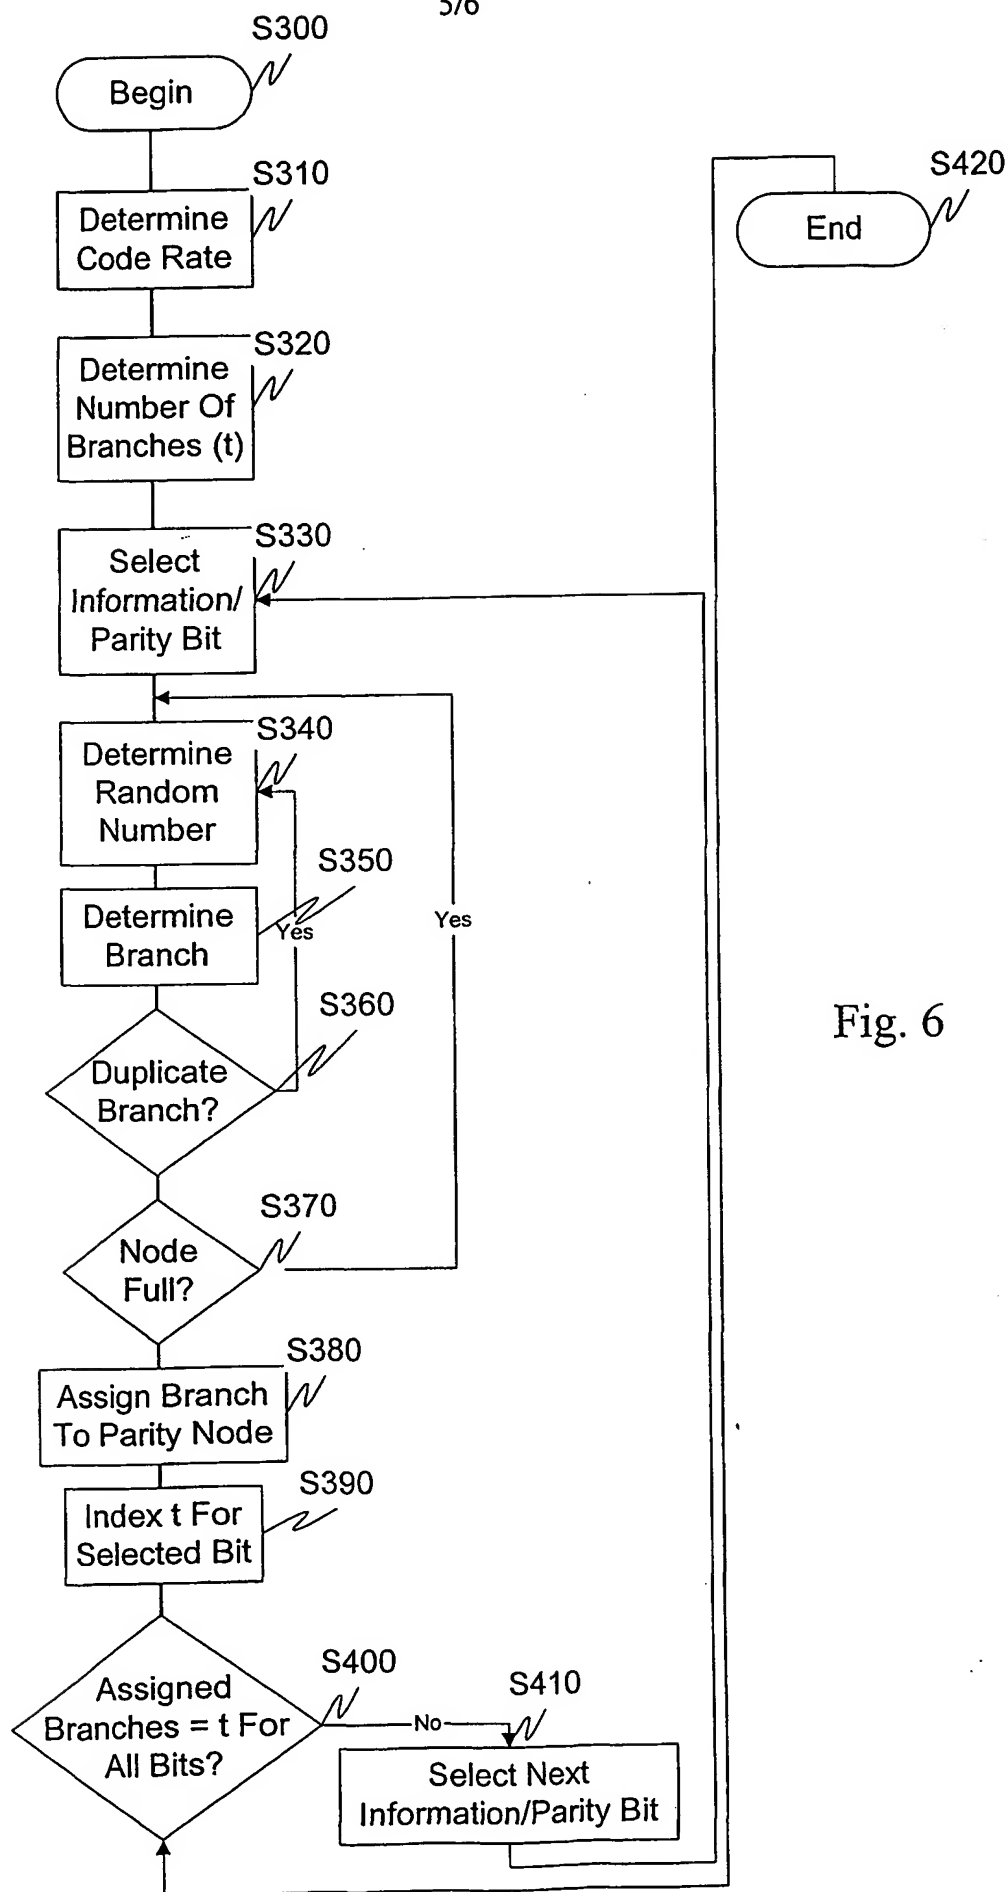 5/6
S300
Begin
S310
Determine
Code Rate
S420
End
S320
Determine
Number Of
Branches (t)
S330
Select
Information/
Parity Bit
S340
Determine
Random
Number
S350
Determine
Branch
Yes
Yes
S360
Duplicate
Branch?
Fig. 6
S370
Node
Full?
S380
Assign Branch
To Parity Node
S390
Index t For
Selected Bit
S400
Assigned
Branches = t For
All Bits?
No
S410
Select Next
Information/Parity Bit